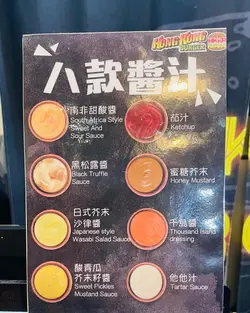 HONG KONG
BURGER
八款醬汁
南非甜酸醬
South Africa Style
Sweet And
Sour Sauce
茄汁
Ketchup
黑松露醬
Black Truffle
Sauce
蜜糖芥末
Honey Mustard
日式芥末
沙律醬
Japanese style
Wasabi Salad Sauce
千島醬
Thousand Island
dressing
酸青瓜
芥末籽醬
Sweet Pickles
Mustand Sauce
他他汁
Tartar Sauce